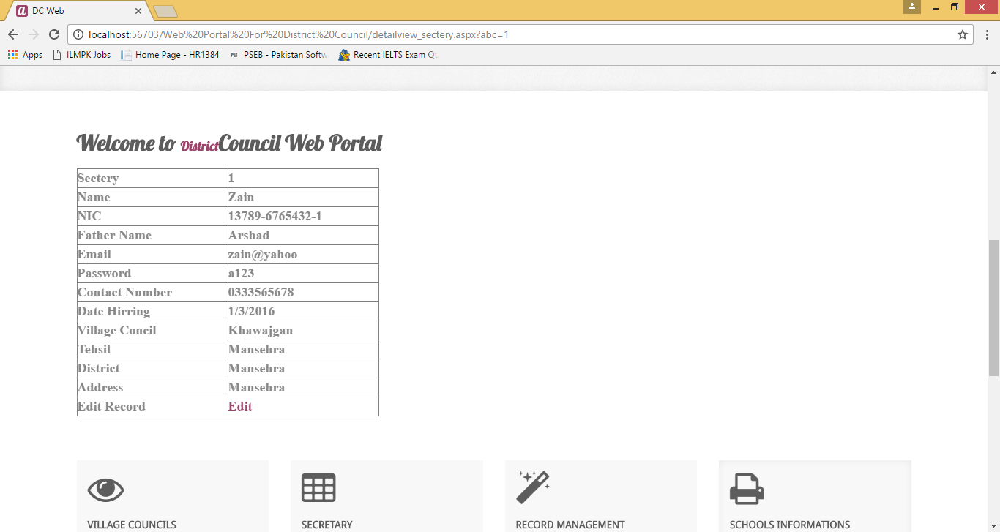 DC Web
localhost:56703/Web%20Portal%20For%20District%20Council/detailview_sectery.aspx?abc=1
Apps ILMPK Jobs Home Page - HR1384 PSEB - Pakistan Softw Recent IELTS Exam Qu
Welcome to DistrictCouncil Web Portal
Sectery 1
Name Zain
NIC 13789-6765432-1
Father Name Arshad
Email zain@yahoo
Password a123
Contact Number 0333565678
Date Hirring 1/3/2016
Village Concil Khawajgan
Tehsil Mansehra
District Mansehra
Address Mansehra
Edit Record Edit
VILLAGE COUNCILS SECRETARY RECORD MANAGEMENT SCHOOLS INFORMATIONS